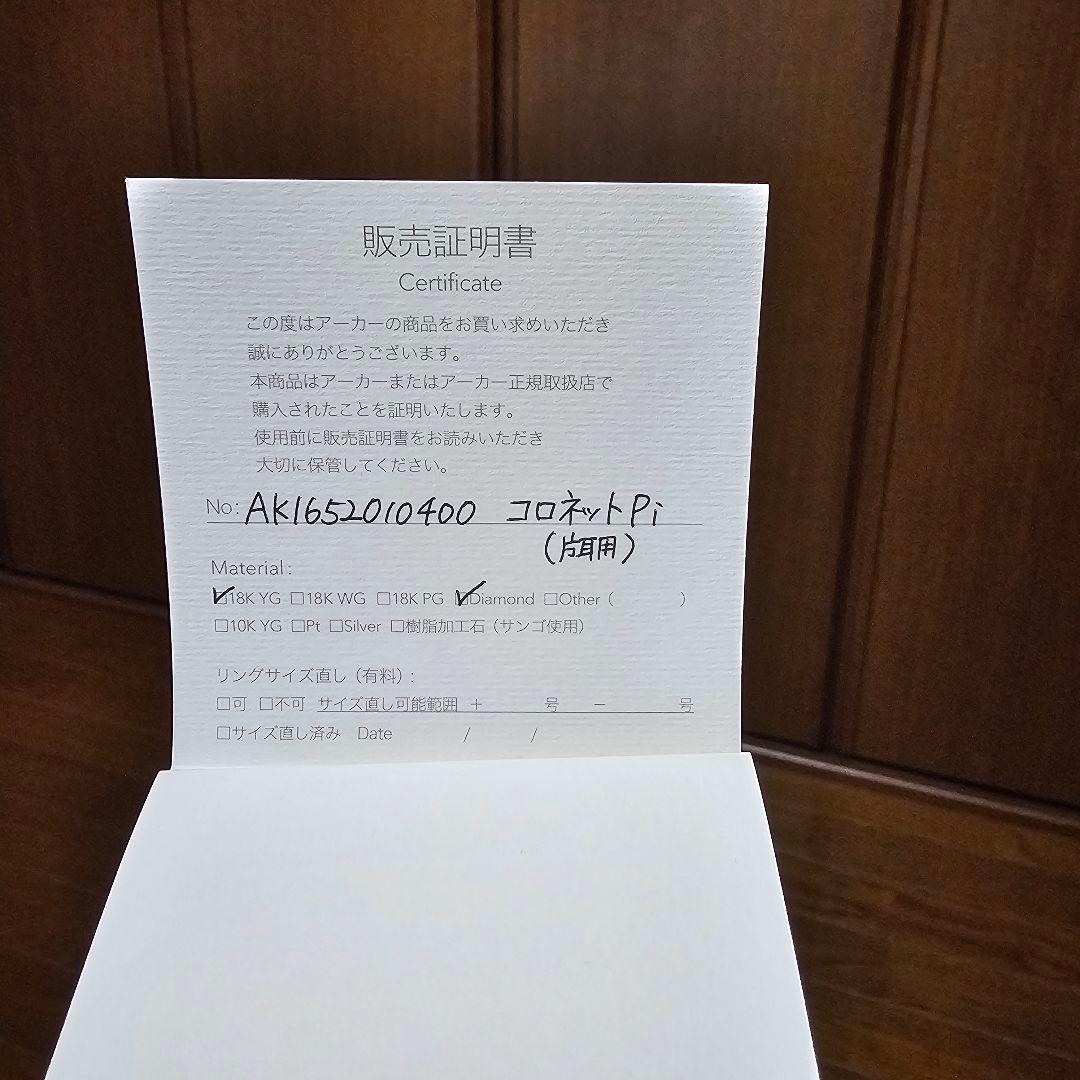 販売証明書
Certificate
この度はアーカーの商品をお買い求めいただき
誠にありがとうございます。
本商品はアーカーまたはアーカー正規取扱店で
購入されたことを証明いたします。
使用前に販売証明書をお読みいただき
大切に保管してください。
No: AK1652010400 コロネットPi
(片耳用)
Material:
☑18K YG □18K WG □18K PG ☑Diamond □Other ( )
□10K YG □Pt □Silver □樹脂加工石（サンゴ使用）
リングサイズ直し（有料）:
□可 □不可 サイズ直し可能範囲 + 号 − 号
□サイズ直し済み Date / /